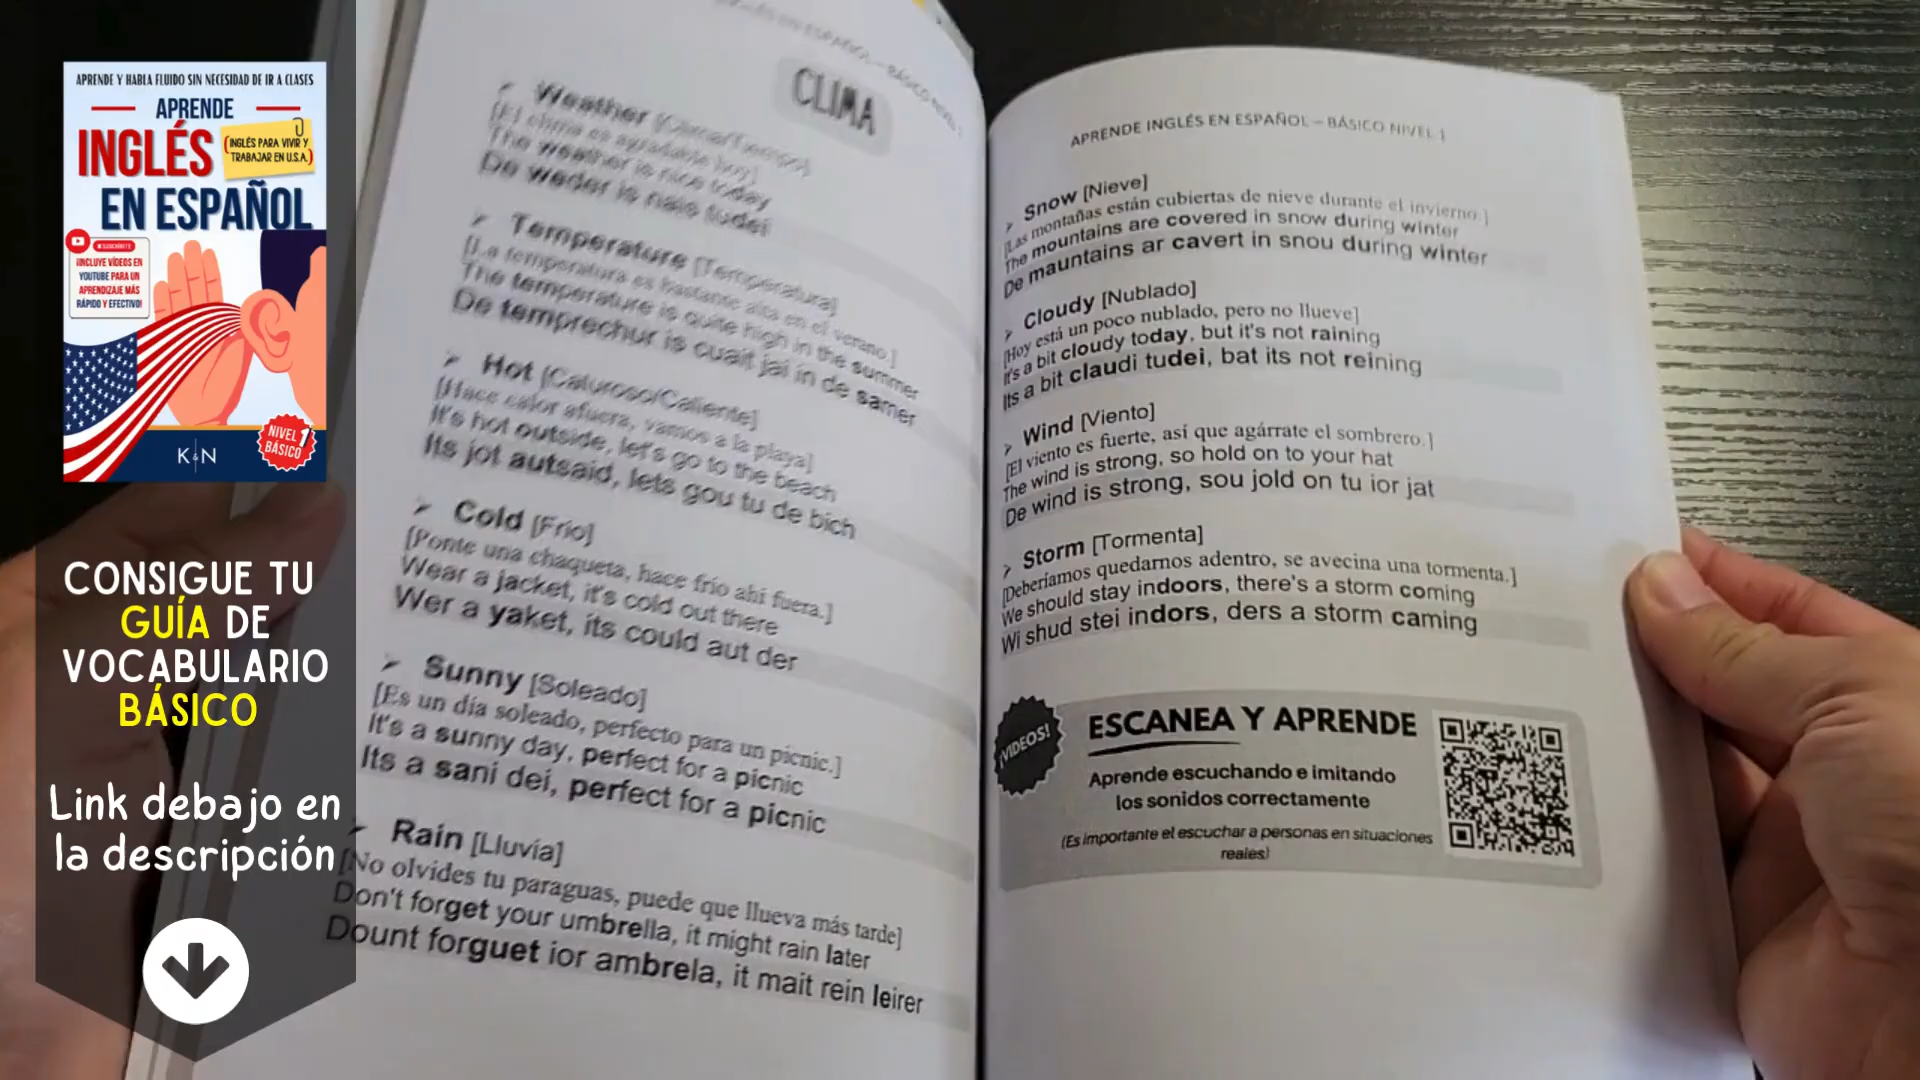 APRENDE Y HABLA FLUIDO SIN NECESIDAD DE IR A CLASES
APRENDE
INGLÉS
(INGLÉS PARA VIVIR Y
TRABAJAR EN U.S.A.)
EN ESPAÑOL
SUSCRÍBETE
¡INCLUYE VÍDEOS EN
YOUTUBE PARA UN
APRENDIZAJE MÁS
RÁPIDO Y EFECTIVO!
K&N
NIVEL 1
BÁSICO
CONSIGUE TU
GUÍA DE
VOCABULARIO
BÁSICO
Link debajo en
la descripción
EN ESPAÑOL – BÁSICO NIVEL 1
CLIMA
Weather [Clima/Tiempo]
[El clima es agradable hoy]
The weather is nice today
De weder is nais tudei
Temperature [Temperatura]
[La temperatura es bastante alta en el verano.]
The temperature is quite high in the summer
De temprechur is cuait jai in de samer
Hot [Caluroso/Caliente]
[Hace calor afuera, vamos a la playa]
It's hot outside, let's go to the beach
Its jot autsaid, lets gou tu de bich
Cold [Frío]
[Ponte una chaqueta, hace frío ahí fuera.]
Wear a jacket, it's cold out there
Wer a yaket, its could aut der
Sunny [Soleado]
[Es un día soleado, perfecto para un picnic.]
It's a sunny day, perfect for a picnic
Its a sani dei, perfect for a picnic
Rain [Lluvia]
[No olvides tu paraguas, puede que llueva más tarde]
Don't forget your umbrella, it might rain later
Dount forguet ior ambrela, it mait rein leirer
APRENDE INGLÉS EN ESPAÑOL – BÁSICO NIVEL 1
Snow [Nieve]
[Las montañas están cubiertas de nieve durante el invierno.]
The mountains are covered in snow during winter
De mauntains ar cavert in snou during winter
Cloudy [Nublado]
[Hoy está un poco nublado, pero no llueve]
It's a bit cloudy today, but it's not raining
Its a bit claudi tudei, bat its not reining
Wind [Viento]
[El viento es fuerte, así que agárrate el sombrero.]
The wind is strong, so hold on to your hat
De wind is strong, sou jold on tu ior jat
Storm [Tormenta]
[Deberíamos quedarnos adentro, se avecina una tormenta.]
We should stay indoors, there's a storm coming
Wi shud stei indors, ders a storm caming
¡VIDEOS!
ESCANEA Y APRENDE
Aprende escuchando e imitando
los sonidos correctamente
(Es importante el escuchar a personas en situaciones
reales)